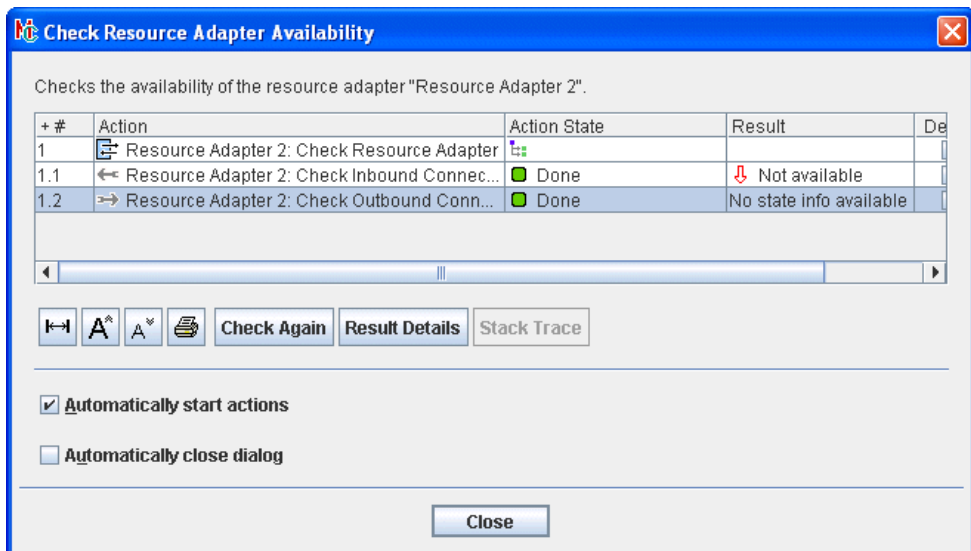 Check Resource Adapter Availability
Checks the availability of the resource adapter "Resource Adapter 2".
+ # Action Action State Result De
1 Resource Adapter 2: Check Resource Adapter
1.1 Resource Adapter 2: Check Inbound Connec... Done Not available
1.2 Resource Adapter 2: Check Outbound Conn... Done No state info available
Check Again Result Details Stack Trace
Automatically start actions
Automatically close dialog
Close